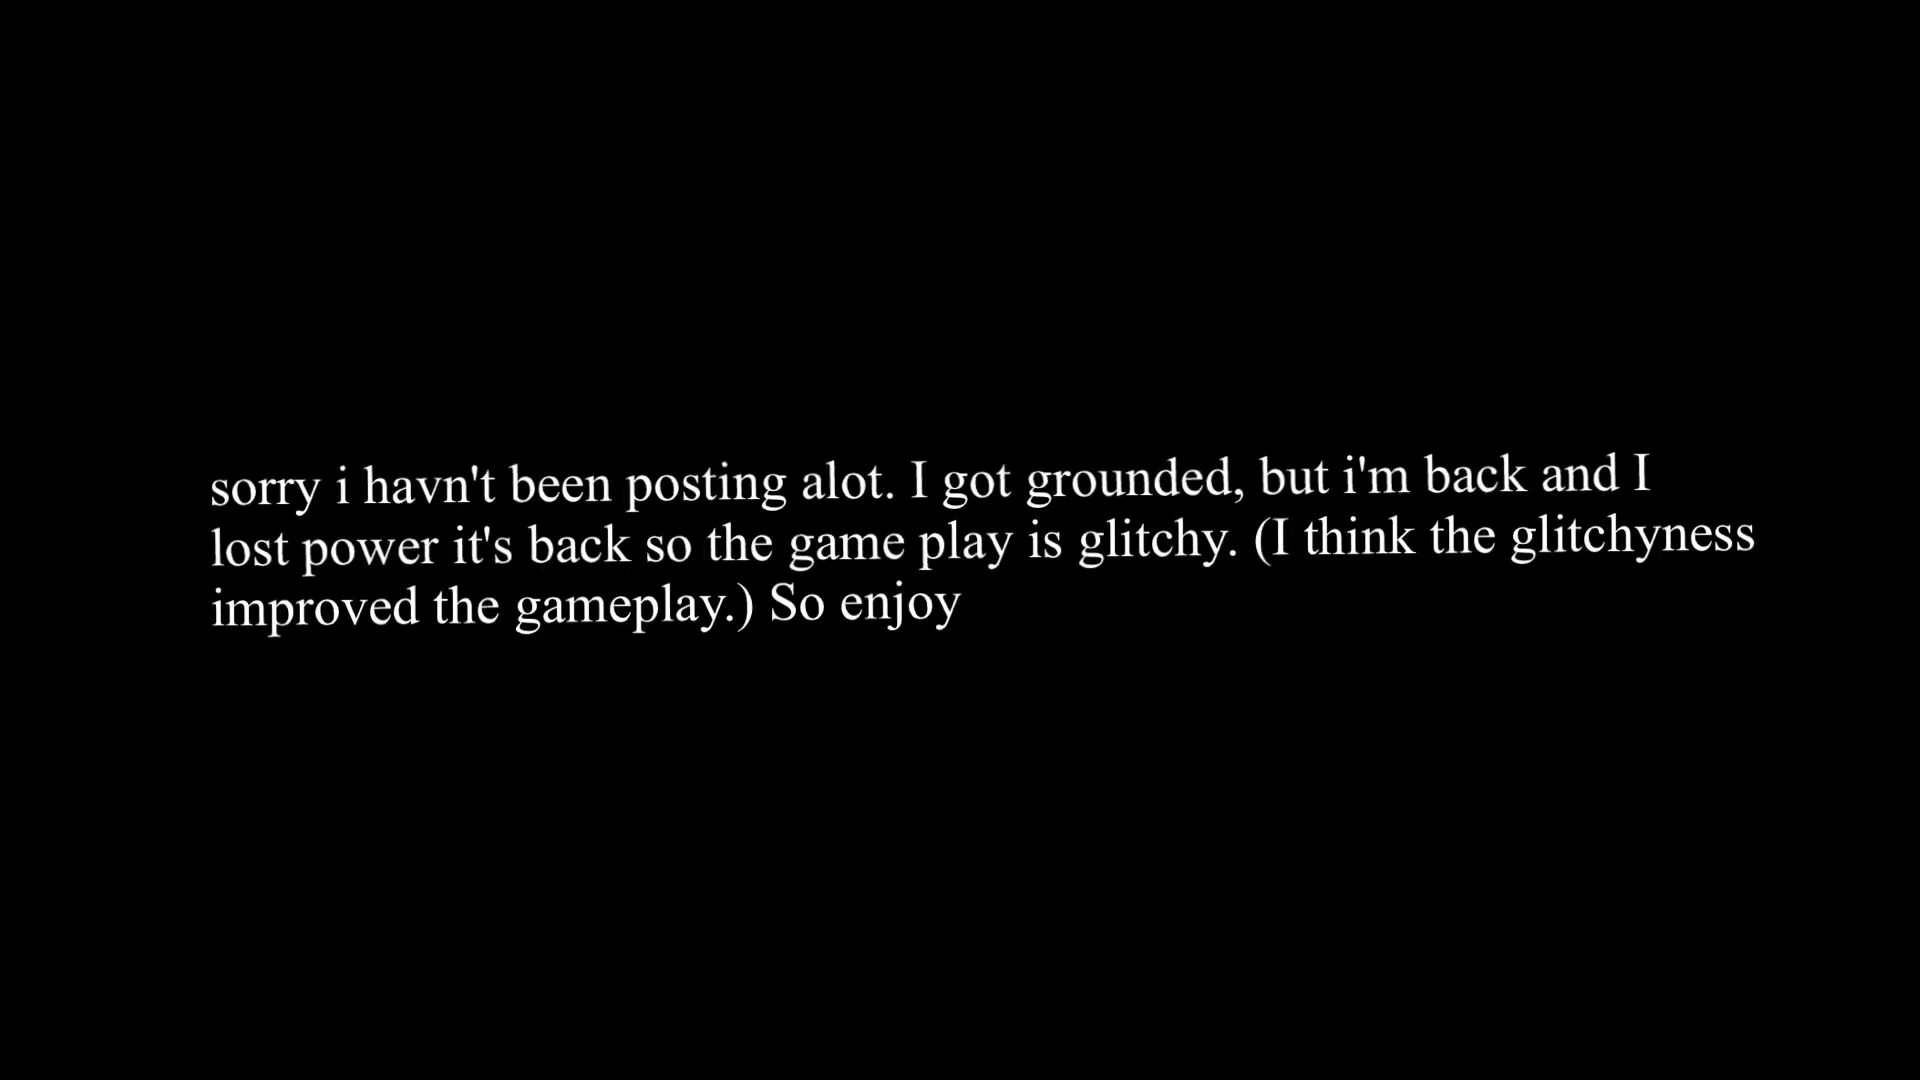 sorry i havn't been posting alot. I got grounded, but i'm back and I
lost power it's back so the game play is glitchy. (I think the glitchyness
improved the gameplay.) So enjoy